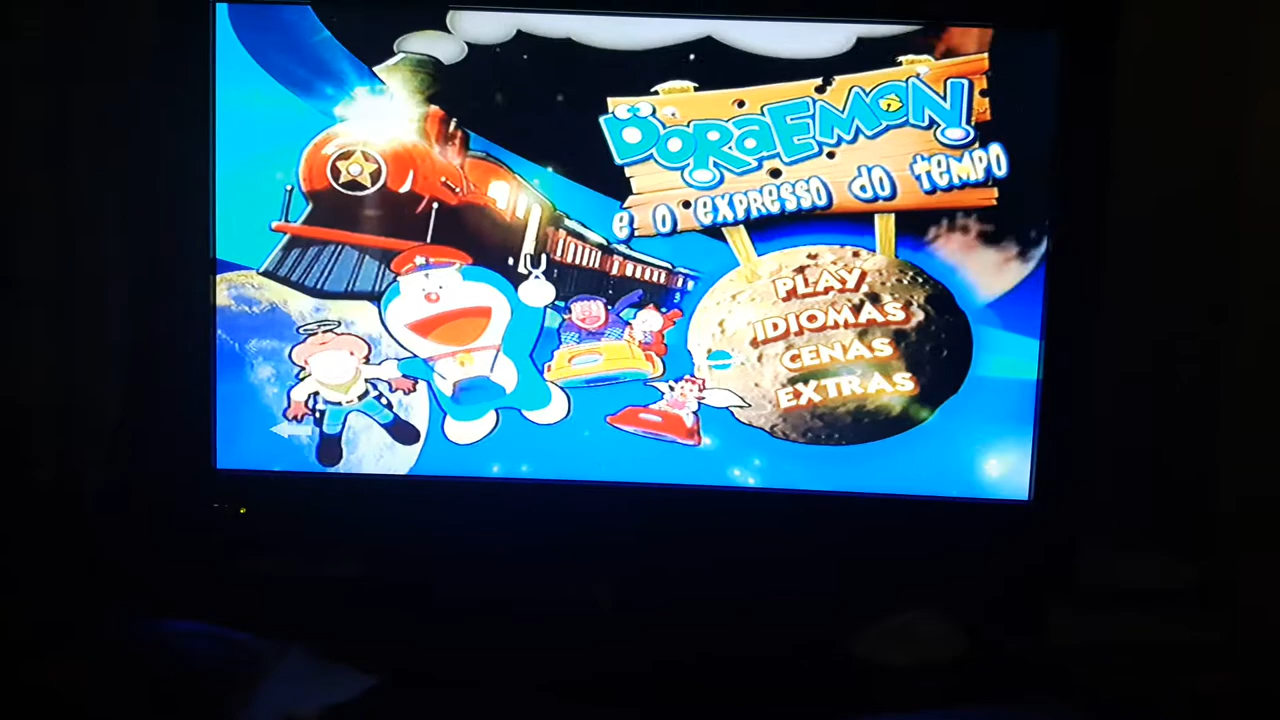 DORAEMON
e o expresso do tempo
PLAY
IDIOMAS
CENAS
EXTRAS